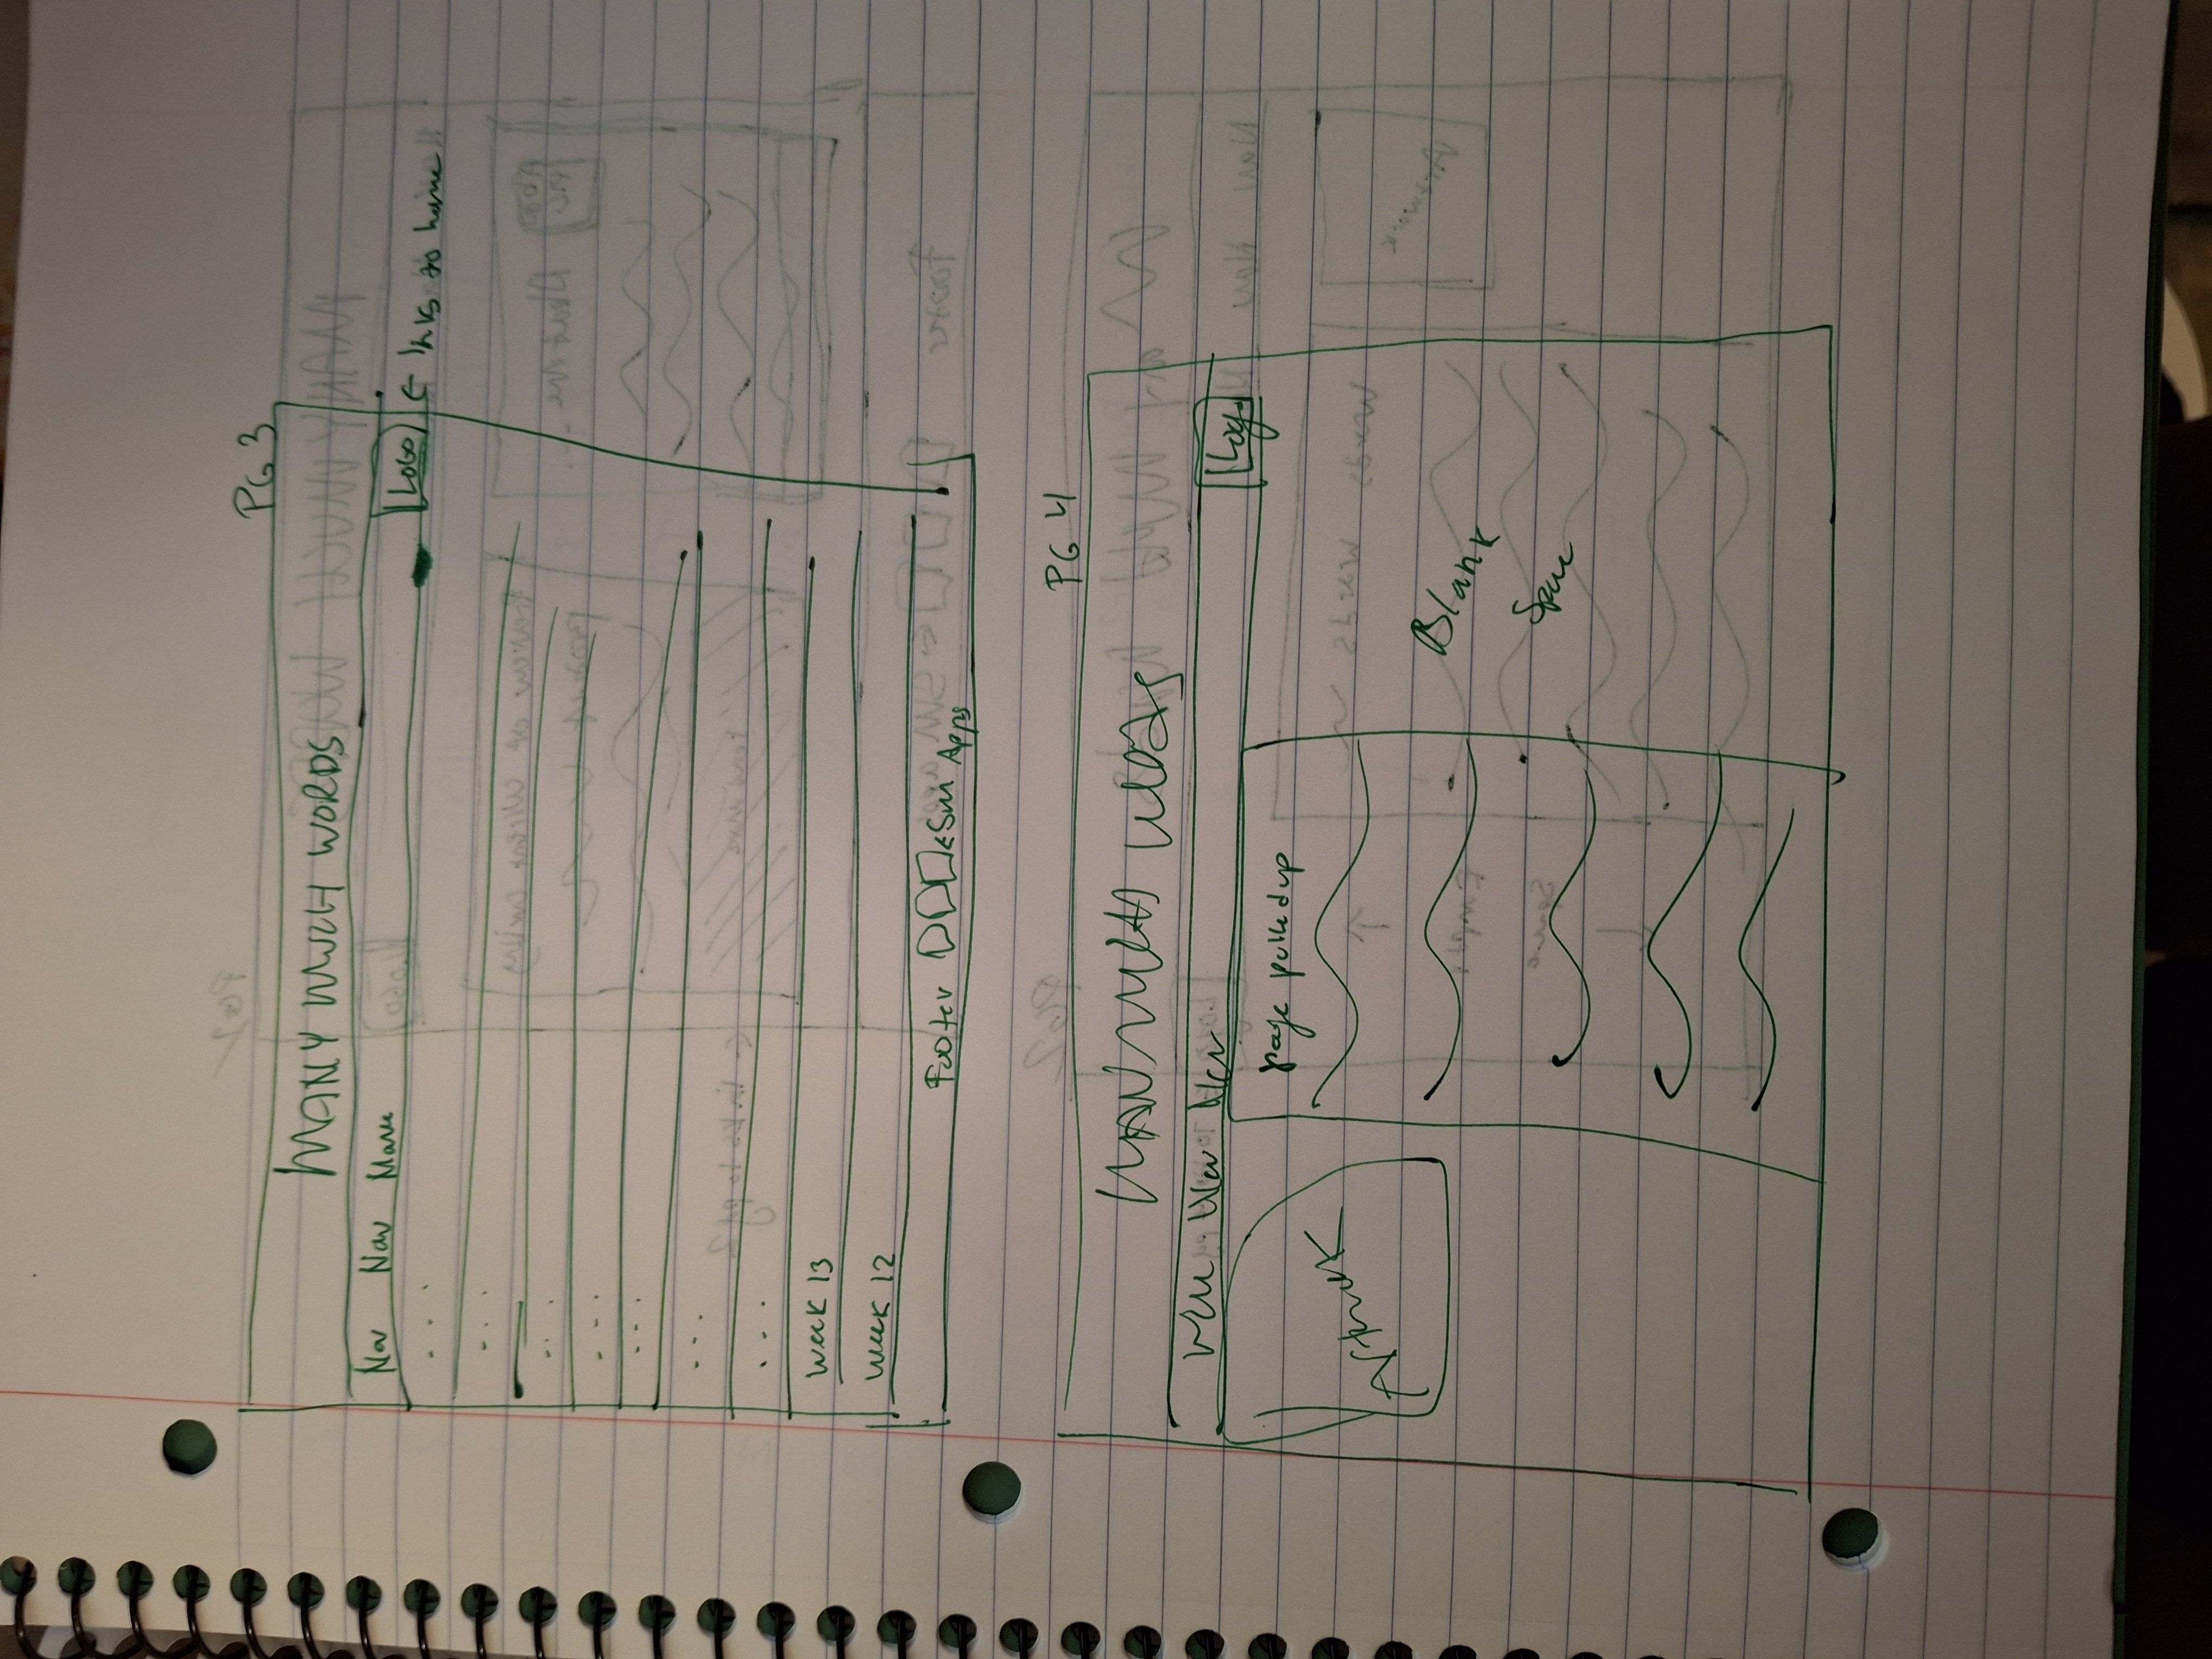 PG 3
MANY MUCH WORDS
Nav Nav Nav
LOGO ← links to home
. . .
. . .
. . .
. . .
. . .
. . .
. . .
Week 13
Week 12
Footer ← SM Apps
PG 4
MANY MUCH WORDS
Nav Nav Nav
Logo
page pulled up
Artwork
Blank
Space